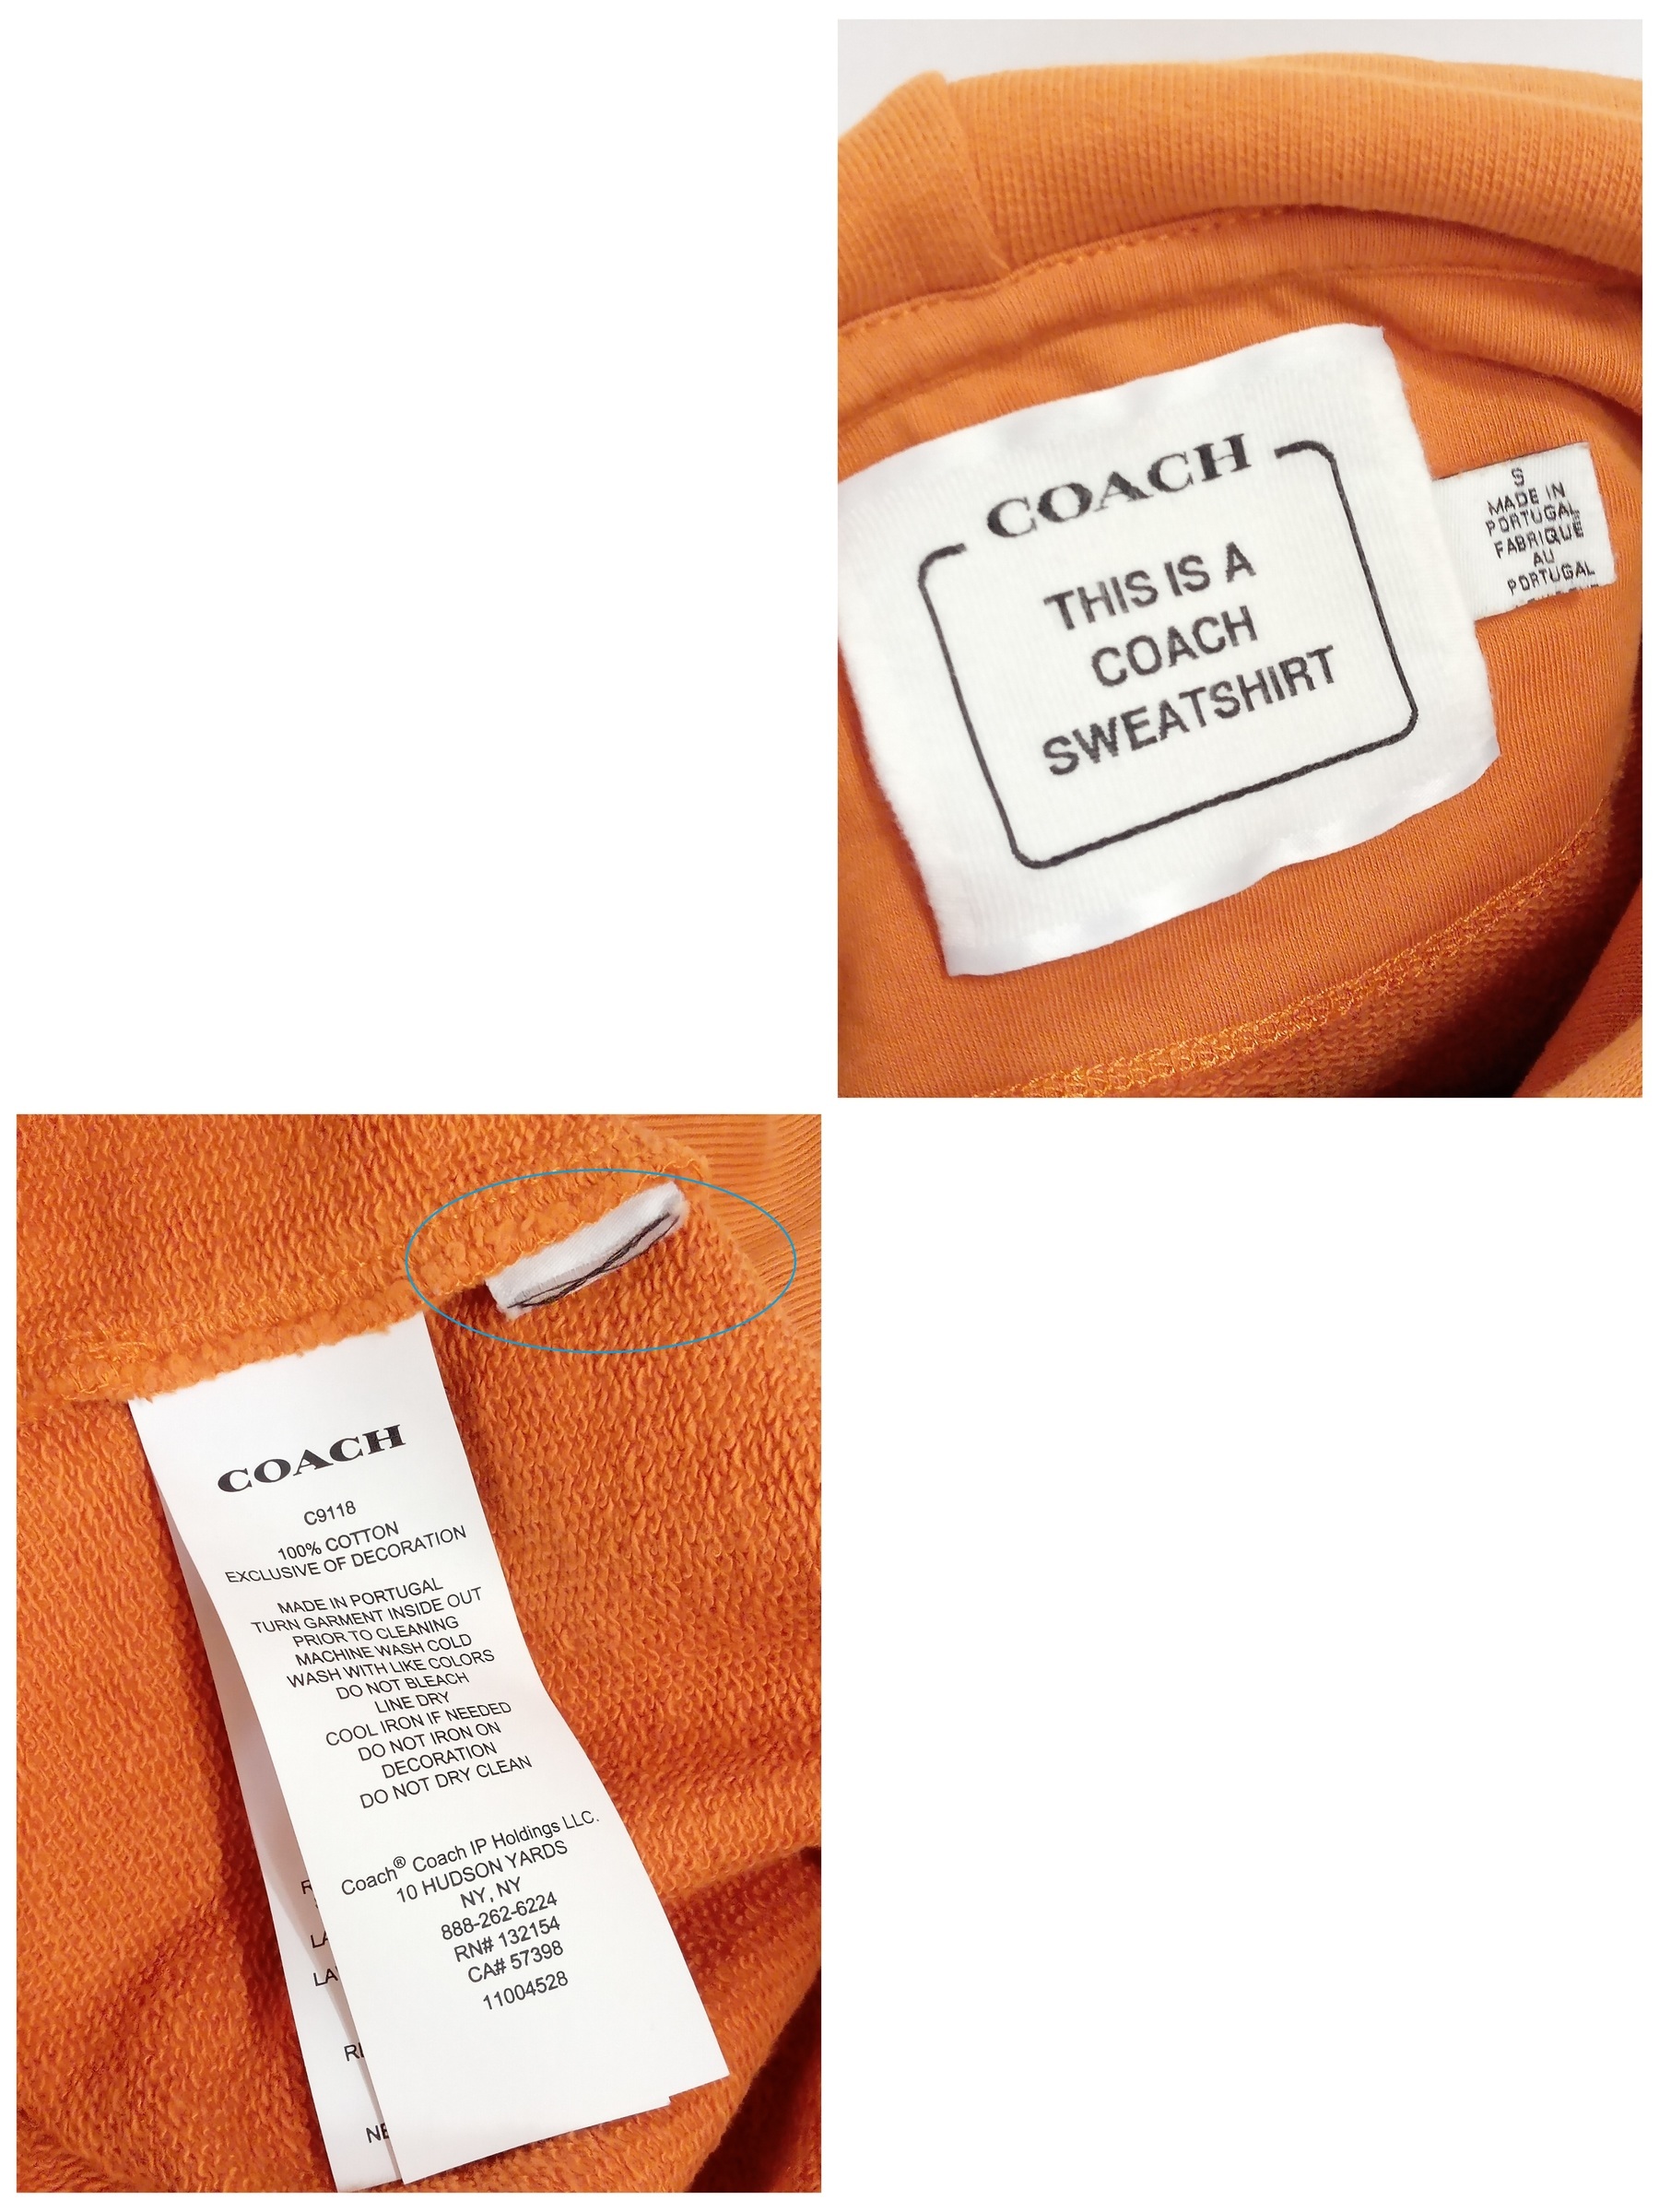 COACH
THIS IS A
COACH
SWEATSHIRT
S
MADE IN
PORTUGAL
FABRIQUE
AU
PORTUGAL
COACH
C9118
100% COTTON
EXCLUSIVE OF DECORATION
MADE IN PORTUGAL
TURN GARMENT INSIDE OUT
PRIOR TO CLEANING
MACHINE WASH COLD
WASH WITH LIKE COLORS
DO NOT BLEACH
LINE DRY
COOL IRON IF NEEDED
DO NOT IRON ON
DECORATION
DO NOT DRY CLEAN
Coach® Coach IP Holdings LLC.
10 HUDSON YARDS
NY, NY
888-262-6224
RN# 132154
CA# 57398
11004528